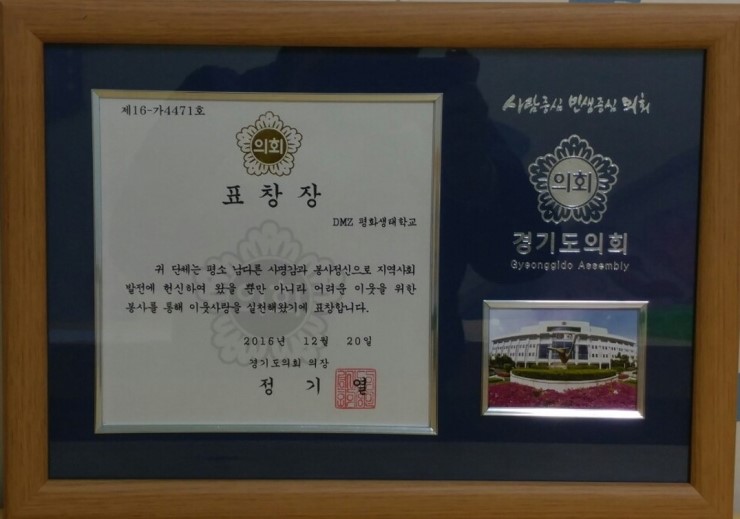 제16-가4471호
의회
표창장
DMZ 평화생태학교
귀 단체는 평소 남다른 사명감과 봉사정신으로 지역사회
발전에 헌신하여 왔을 뿐만 아니라 어려운 이웃을 위한
봉사를 통해 이웃사랑을 실천해왔기에 표창합니다.
2016년 12월 20일
경기도의회 의장
정 기 열
사람중심 민생중심 의회
의회
경기도의회
Gyeonggido Assembly